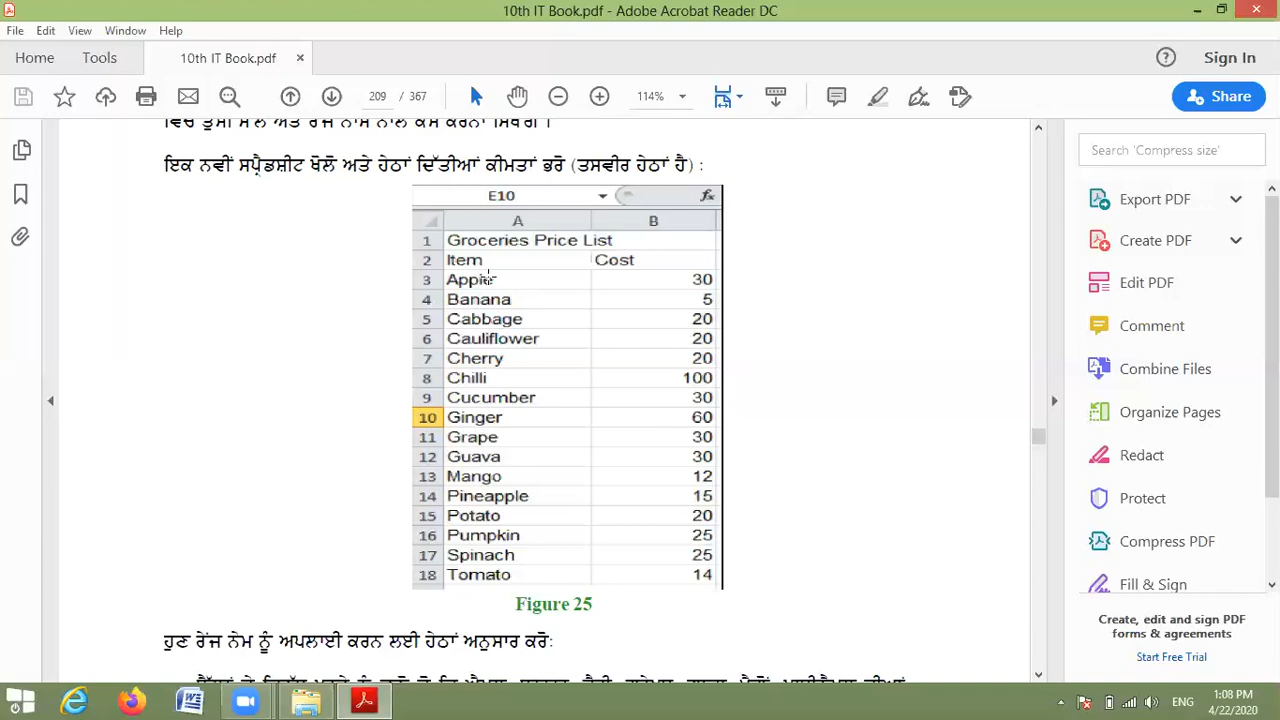 10th IT Book.pdf - Adobe Acrobat Reader DC
File Edit View Window Help
Home Tools 10th IT Book.pdf × Sign In
209 / 367 114% Share
ਇਕ ਨਵੀਂ ਸਪ੍ਰੈਡਸ਼ੀਟ ਖੋਲੋ ਅਤੇ ਹੇਠਾਂ ਦਿੱਤੀਆਂ ਕੀਮਤਾਂ ਭਰੋ (ਤਸਵੀਰ ਹੇਠਾਂ ਹੈ) :
E10 fx
A B
1 Groceries Price List
2 Item Cost
3 Apple 30
4 Banana 5
5 Cabbage 20
6 Cauliflower 20
7 Cherry 20
8 Chilli 100
9 Cucumber 30
10 Ginger 60
11 Grape 30
12 Guava 30
13 Mango 12
14 Pineapple 15
15 Potato 20
16 Pumpkin 25
17 Spinach 25
18 Tomato 14
Figure 25
ਹੁਣ ਰੇਂਜ ਨੇਮ ਨੂੰ ਅਪਲਾਈ ਕਰਨ ਲਈ ਹੇਠਾਂ ਅਨੁਸਾਰ ਕਰੋ:
Search 'Compress size'
Export PDF
Create PDF
Edit PDF
Comment
Combine Files
Organize Pages
Redact
Protect
Compress PDF
Fill & Sign
Create, edit and sign PDF
forms & agreements
Start Free Trial
ENG
1:08 PM
4/22/2020